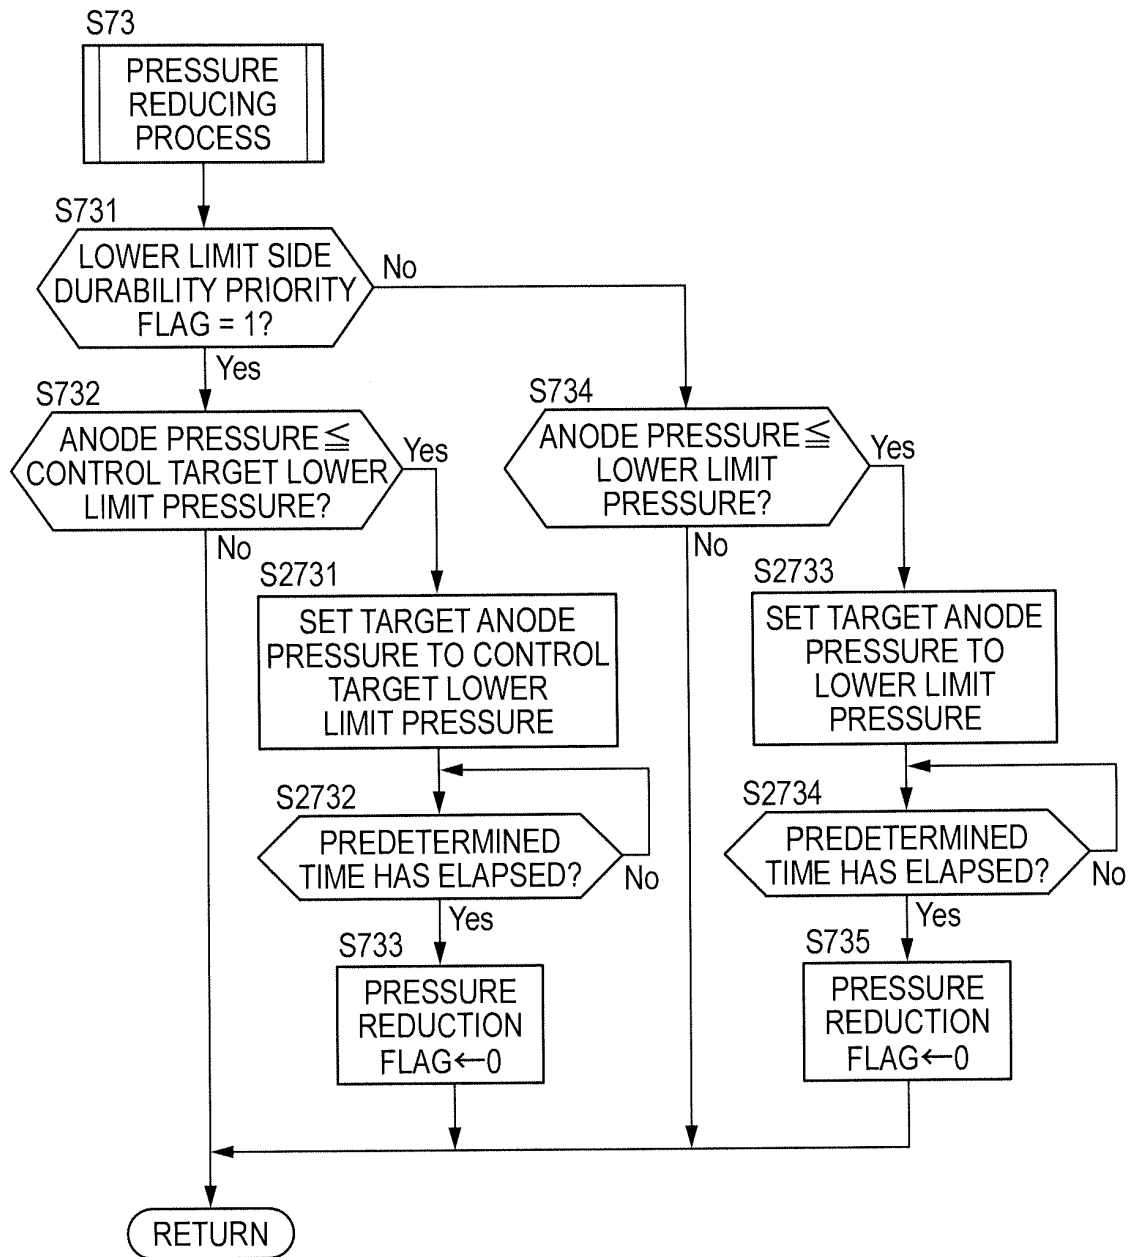 S73
PRESSURE
REDUCING
PROCESS
S731
LOWER LIMIT SIDE
DURABILITY PRIORITY
FLAG = 1?
No
Yes
S732
ANODE PRESSURE≦
CONTROL TARGET LOWER
LIMIT PRESSURE?
Yes
No
S734
ANODE PRESSURE≦
LOWER LIMIT
PRESSURE?
Yes
No
S2731
SET TARGET ANODE
PRESSURE TO CONTROL
TARGET LOWER
LIMIT PRESSURE
S2733
SET TARGET ANODE
PRESSURE TO
LOWER LIMIT
PRESSURE
S2732
PREDETERMINED
TIME HAS ELAPSED?
No
Yes
S2734
PREDETERMINED
TIME HAS ELAPSED?
No
Yes
S733
PRESSURE
REDUCTION
FLAG←0
S735
PRESSURE
REDUCTION
FLAG←0
RETURN